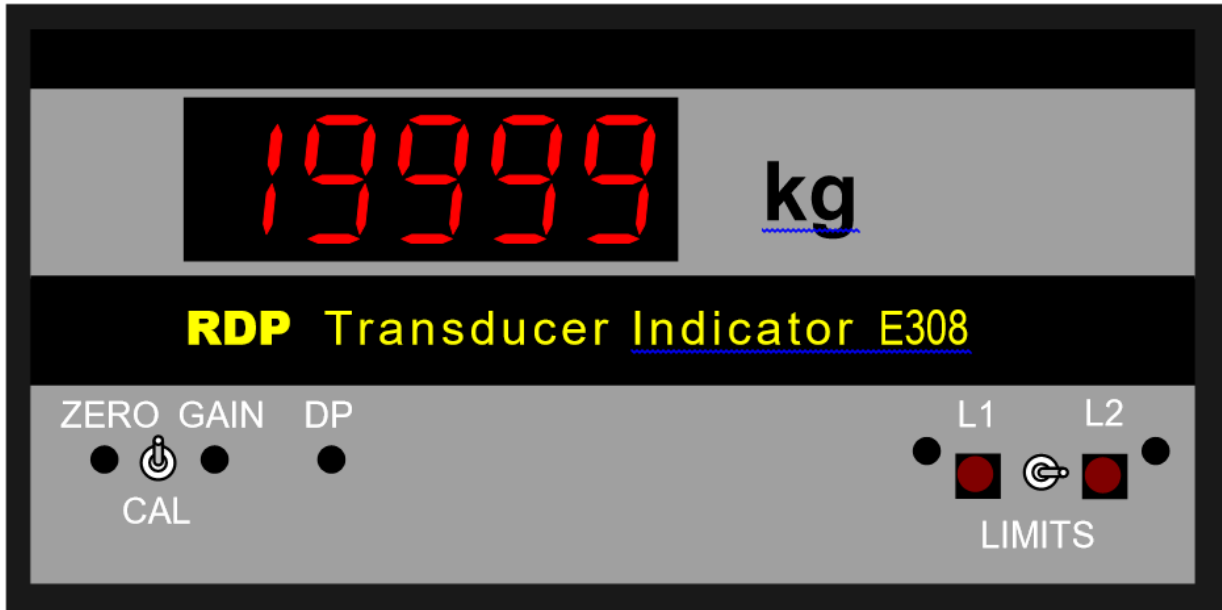 19999 kg
RDP Transducer Indicator E308
ZERO GAIN DP L1 L2
CAL LIMITS